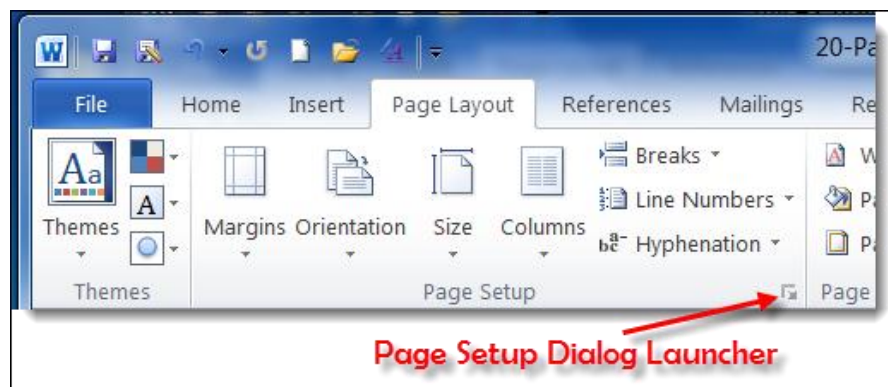 20-Pa
File Home Insert Page Layout References Mailings Re
Breaks
Line Numbers
Hyphenation
Themes Margins Orientation Size Columns
Themes Page Setup Page
Page Setup Dialog Launcher